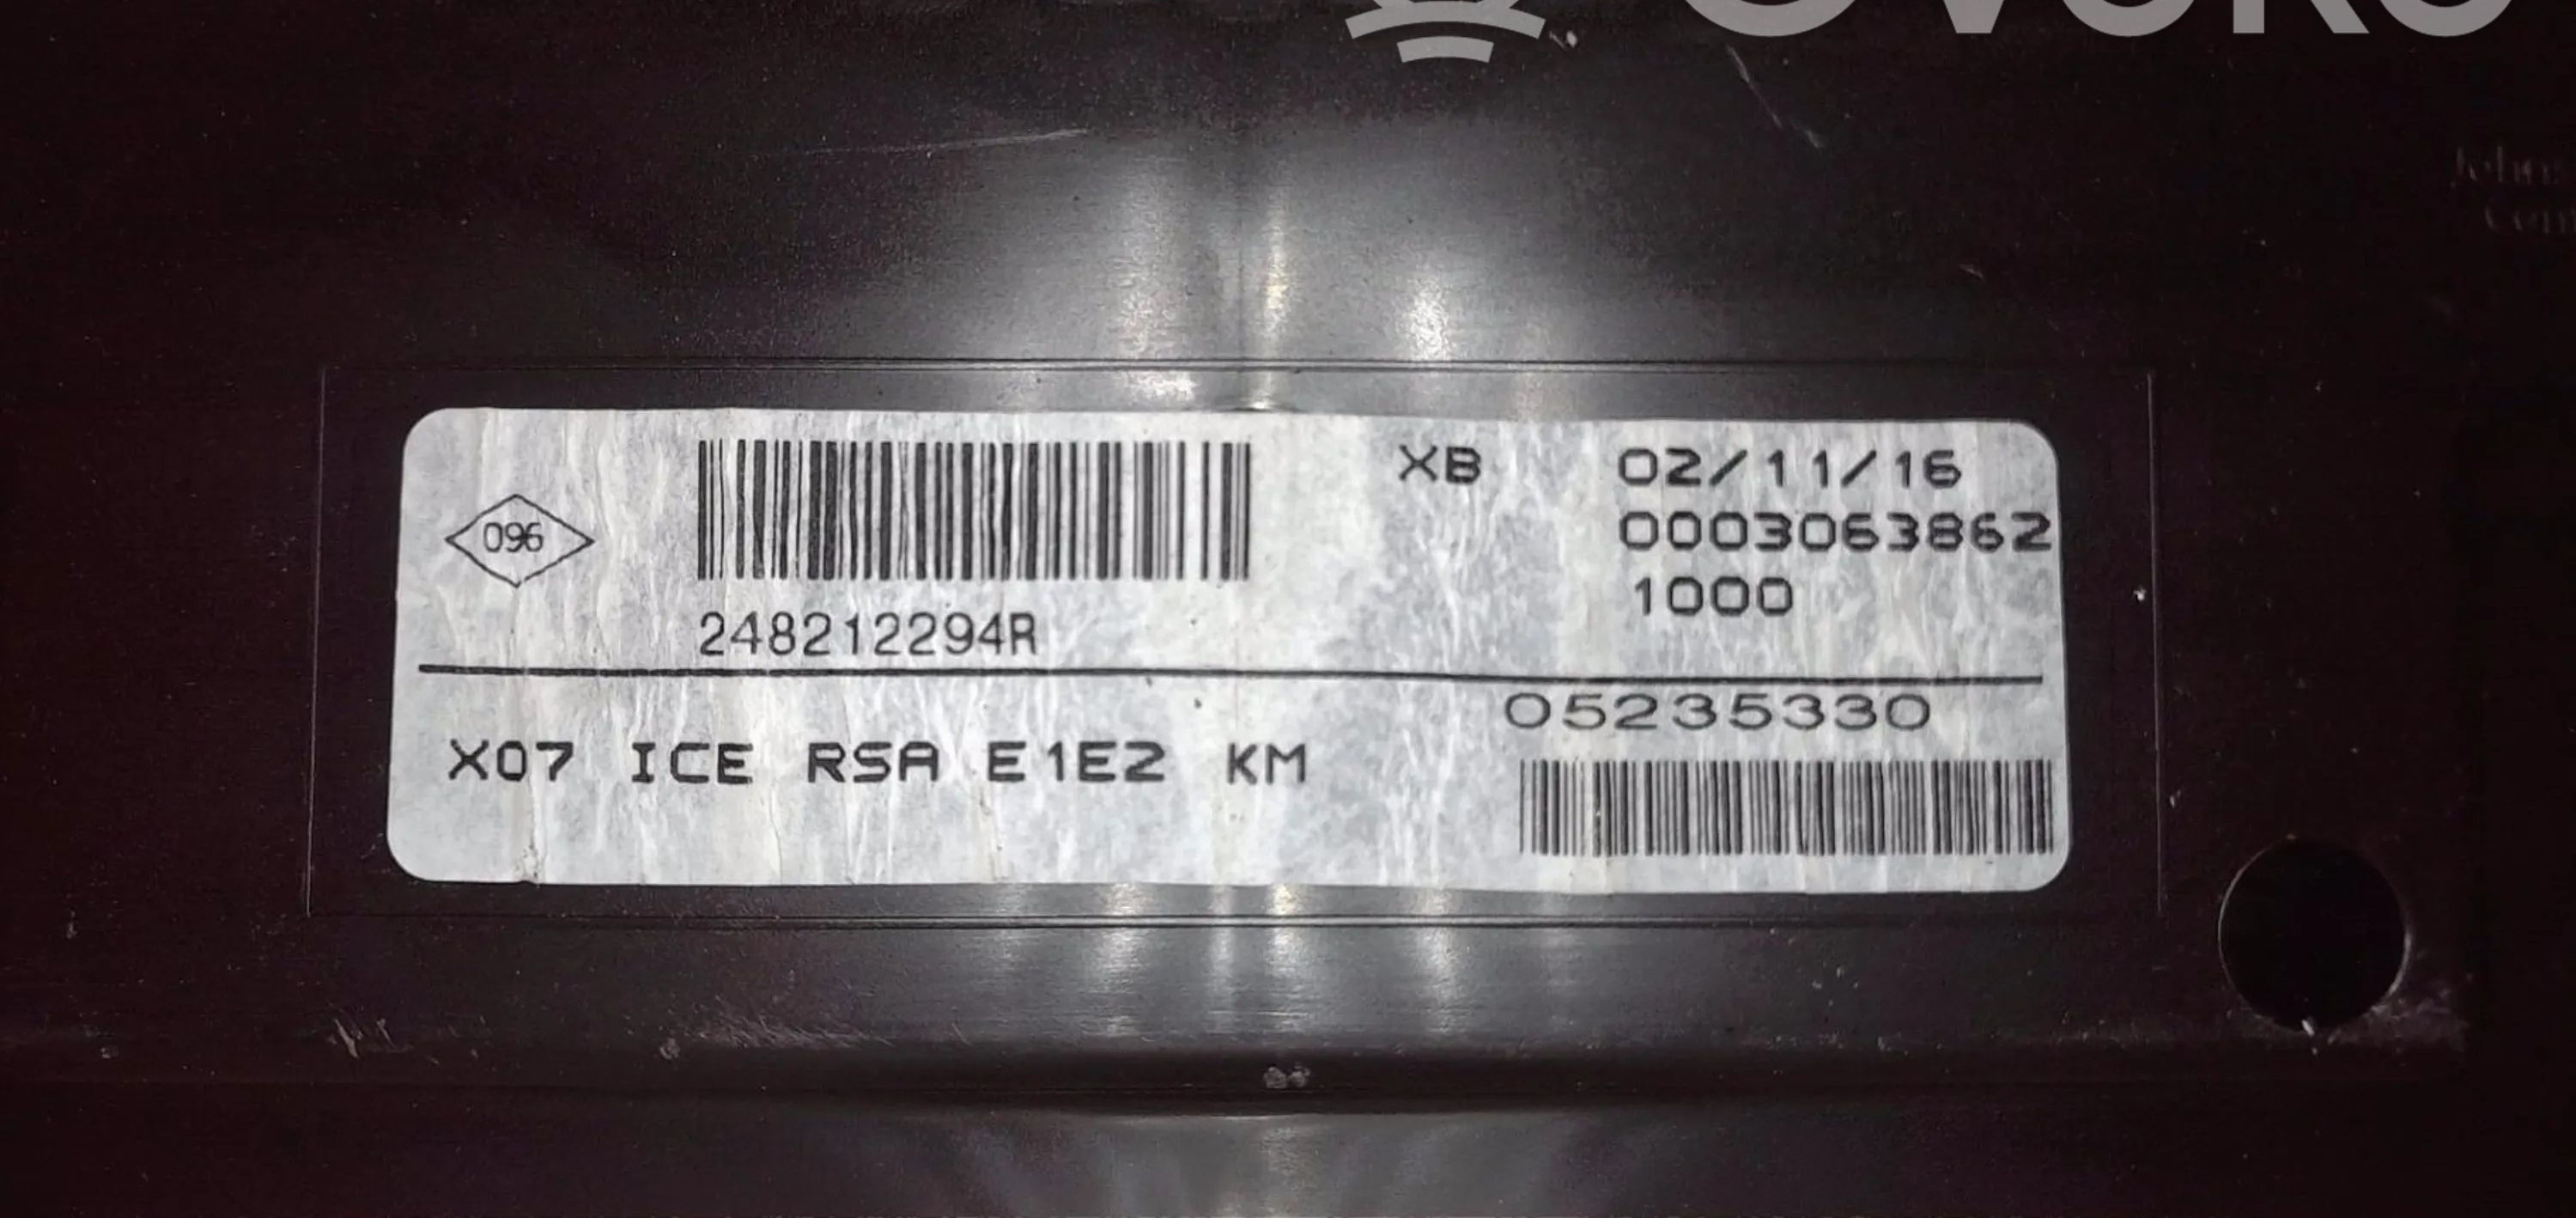 XB 02/11/16
096
0003063862
1000
248212294R
05235330
X07 ICE RSA E1E2 KM